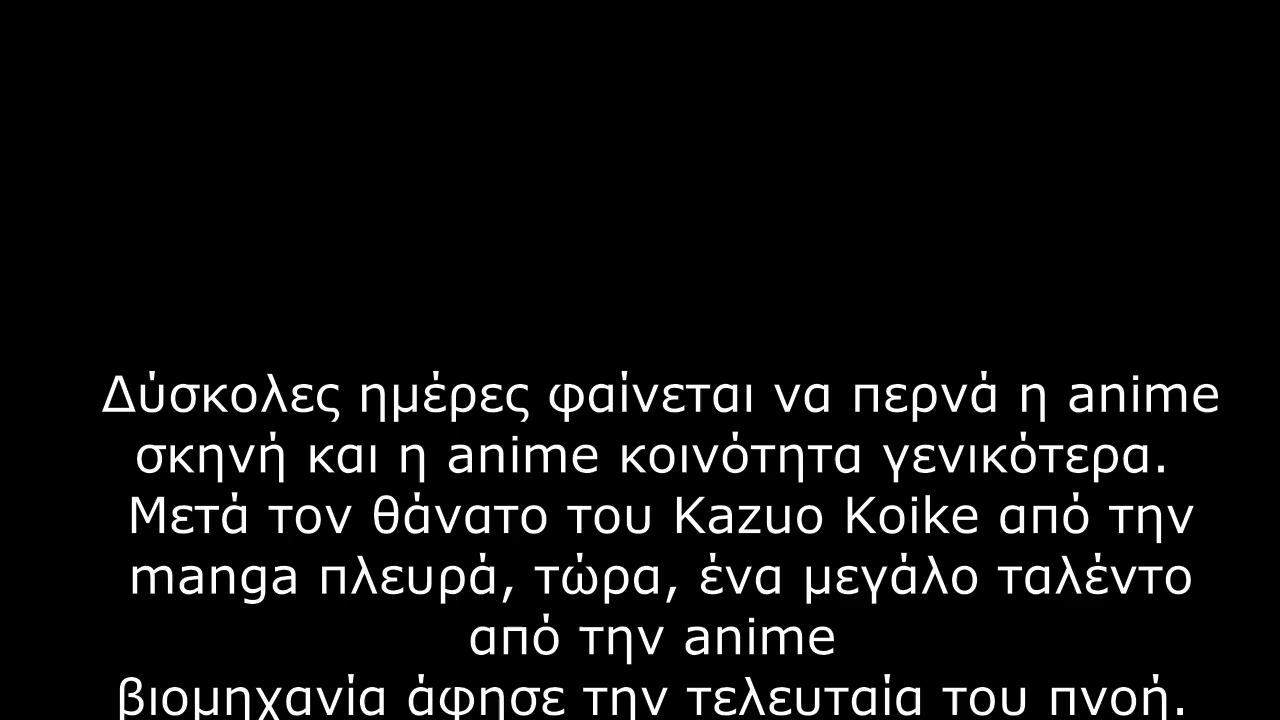 Δύσκολες ημέρες φαίνεται να περνά η anime
σκηνή και η anime κοινότητα γενικότερα.
Μετά τον θάνατο του Kazuo Koike από την
manga πλευρά, τώρα, ένα μεγάλο ταλέντο
από την anime
βιομηχανία άφησε την τελευταία του πνοή.